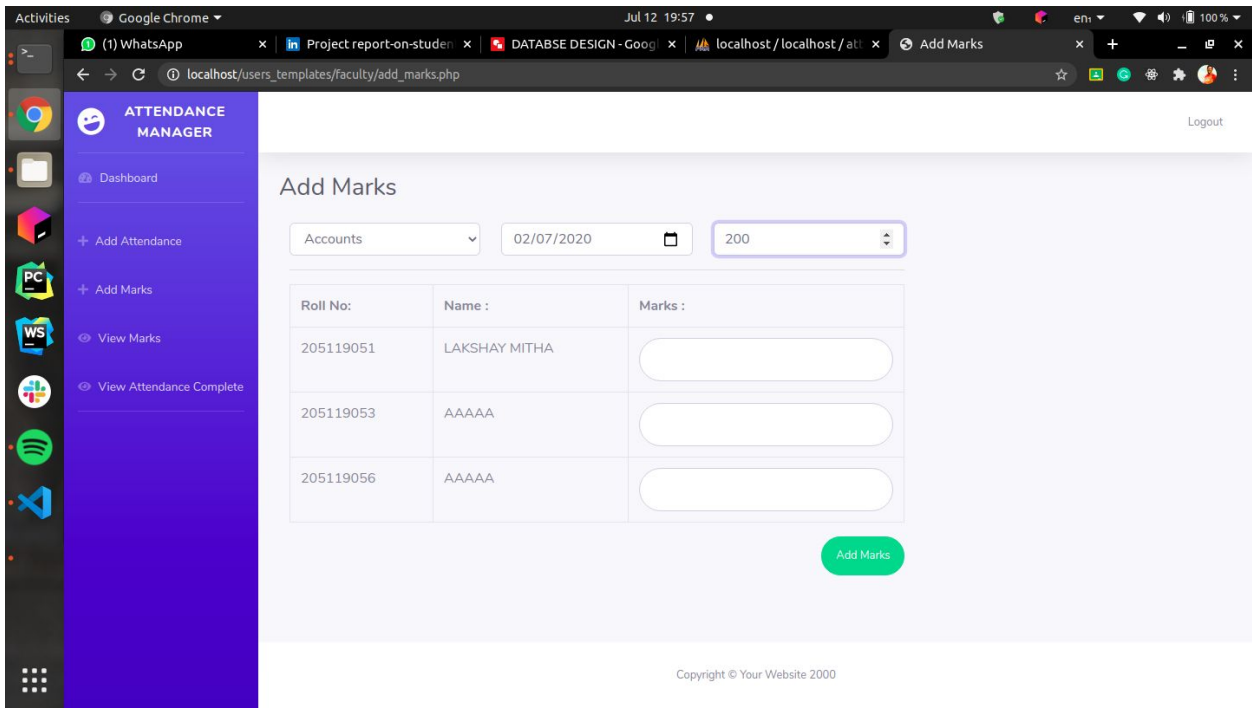 Activities Google Chrome Jul 12 19:57 en₁ 100 %
(1) WhatsApp Project report-on-studen DATABSE DESIGN - Goog localhost / localhost / att Add Marks
localhost/users_templates/faculty/add_marks.php
ATTENDANCE
MANAGER
Logout
Dashboard
Add Marks
Add Attendance
Accounts 02/07/2020 200
Add Marks
Roll No: Name : Marks :
View Marks
205119051 LAKSHAY MITHA
View Attendance Complete
205119053 AAAAA
205119056 AAAAA
Add Marks
Copyright © Your Website 2000
PC
WS